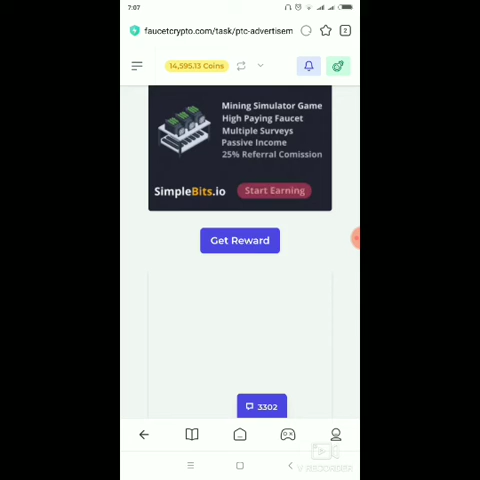 7:07
faucetcrypto.com/task/ptc-advertisem
2
14,595.13 Coins
Mining Simulator Game
High Paying Faucet
Multiple Surveys
Passive Income
25% Referral Comission
SimpleBits.io
Start Earning
Get Reward
3302
V RECORDER